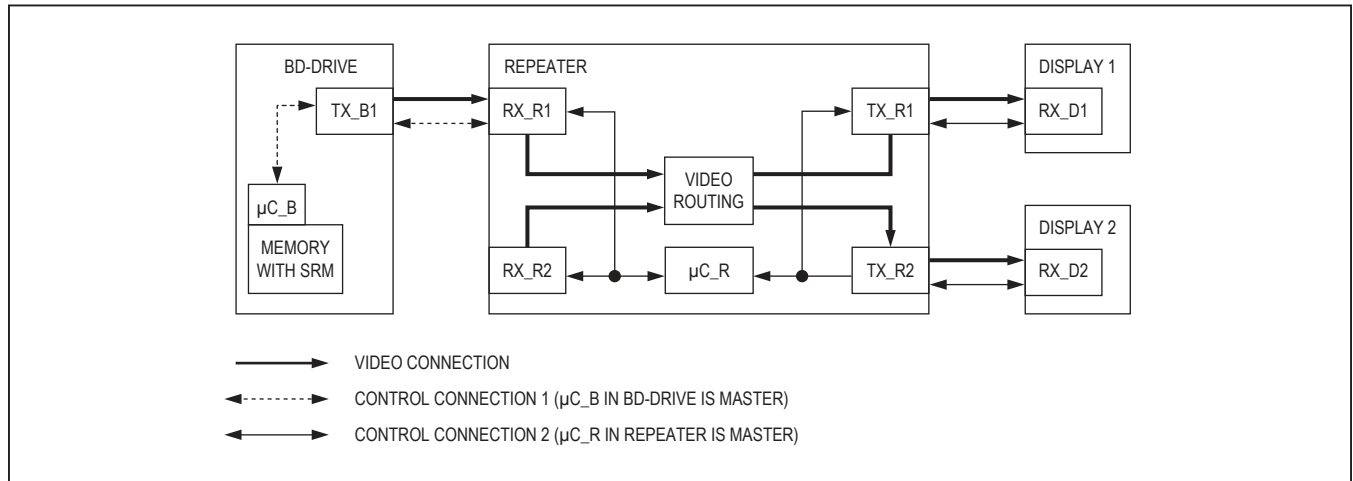 BD-DRIVE
TX_B1
µC_B
MEMORY
WITH SRM
REPEATER
RX_R1
RX_R2
VIDEO
ROUTING
µC_R
TX_R1
TX_R2
DISPLAY 1
RX_D1
DISPLAY 2
RX_D2
VIDEO CONNECTION
CONTROL CONNECTION 1 (µC_B IN BD-DRIVE IS MASTER)
CONTROL CONNECTION 2 (µC_R IN REPEATER IS MASTER)